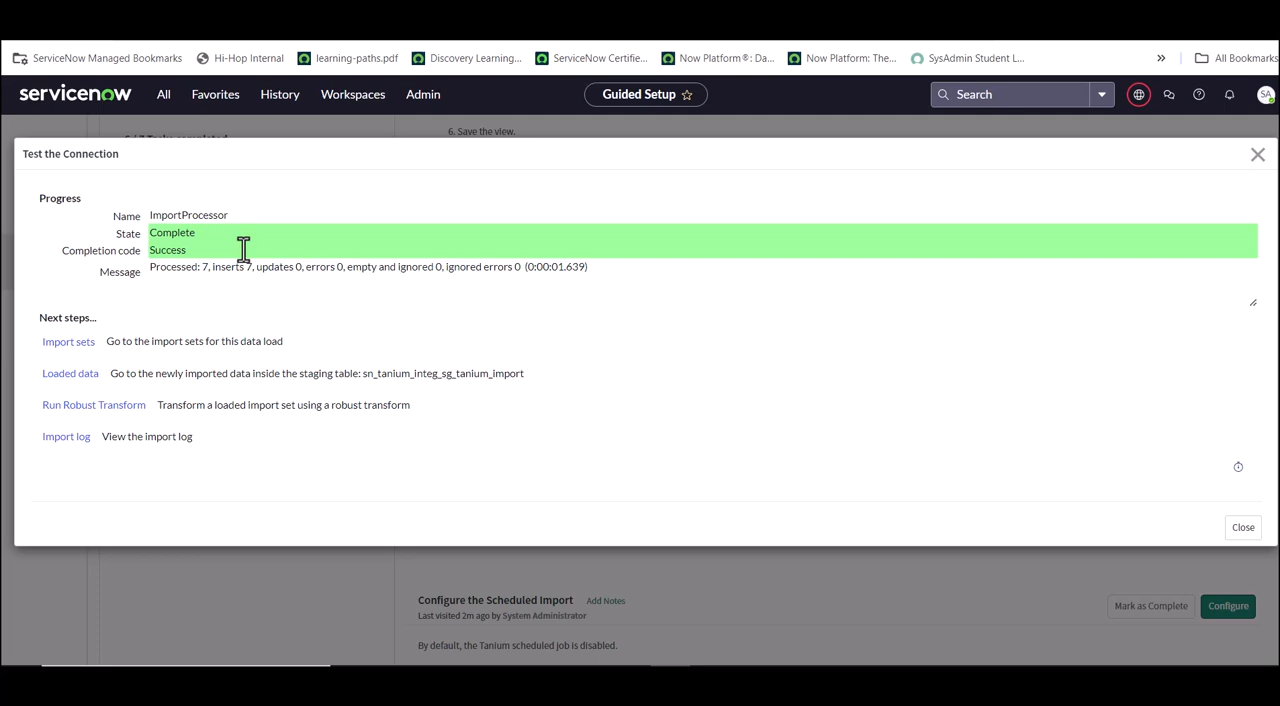 ServiceNow Managed Bookmarks Hi-Hop Internal learning-paths.pdf Discovery Learning... ServiceNow Certifie... Now Platform®: Da... Now Platform: The... SysAdmin Student L... » All Bookmarks
servicenow All Favorites History Workspaces Admin Guided Setup Search SA
6. Save the view.
Test the Connection
Progress
Name ImportProcessor
State Complete
Completion code Success
Message Processed: 7, inserts 7, updates 0, errors 0, empty and ignored 0, ignored errors 0 (0:00:01.639)
Next steps...
Import sets Go to the import sets for this data load
Loaded data Go to the newly imported data inside the staging table: sn_tanium_integ_sg_tanium_import
Run Robust Transform Transform a loaded import set using a robust transform
Import log View the import log
Close
Configure the Scheduled Import Add Notes
Mark as Complete Configure
Last visited 2m ago by System Administrator
By default, the Tanium scheduled job is disabled.